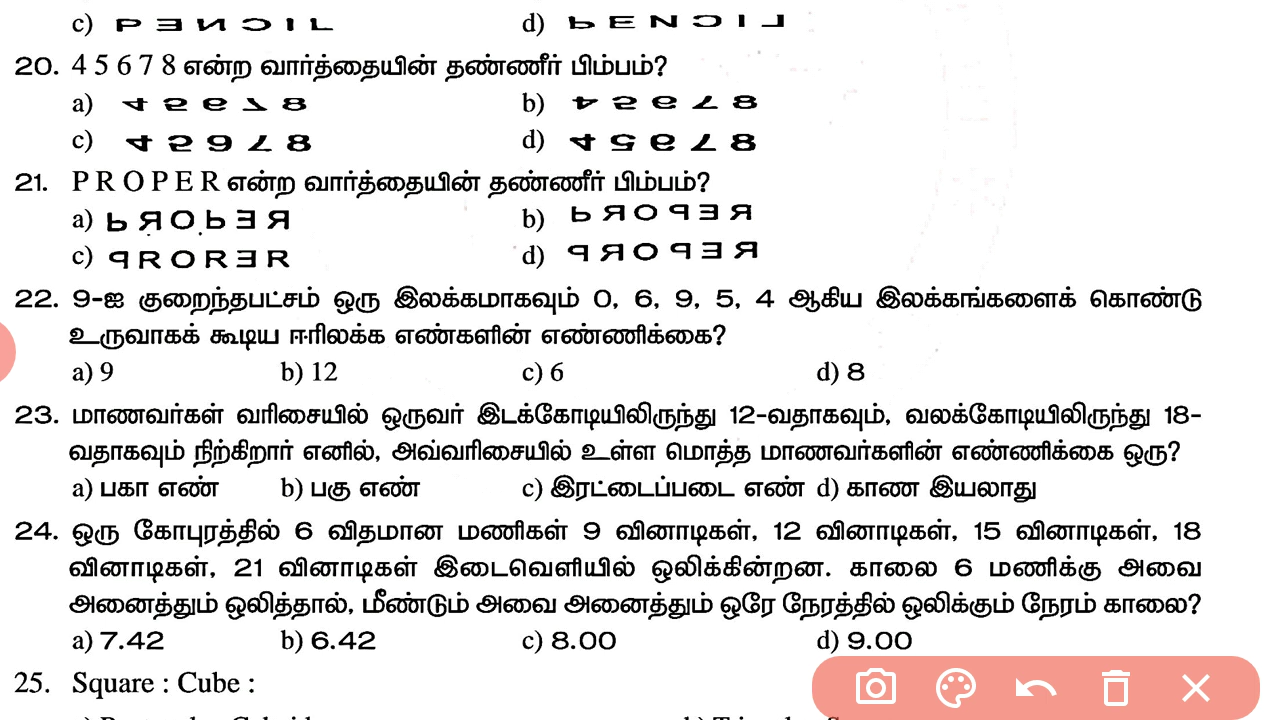 c) d)
20. 4 5 6 7 8 என்ற வார்த்தையின் தண்ணீர் பிம்பம்?
a) b)
c) d)
21. P R O P E R என்ற வார்த்தையின் தண்ணீர் பிம்பம்?
a) b)
c) d)
22. 9-ஐ குறைந்தபட்சம் ஒரு இலக்கமாகவும் 0, 6, 9, 5, 4 ஆகிய இலக்கங்களைக் கொண்டு
உருவாகக் கூடிய ஈரிலக்க எண்களின் எண்ணிக்கை?
a) 9 b) 12 c) 6 d) 8
23. மாணவர்கள் வரிசையில் ஒருவர் இடக்கோடியிலிருந்து 12-வதாகவும், வலக்கோடியிலிருந்து 18-
வதாகவும் நிற்கிறார் எனில், அவ்வரிசையில் உள்ள மொத்த மாணவர்களின் எண்ணிக்கை ஒரு?
a) பகா எண் b) பகு எண் c) இரட்டைப்படை எண் d) காண இயலாது
24. ஒரு கோபுரத்தில் 6 விதமான மணிகள் 9 வினாடிகள், 12 வினாடிகள், 15 வினாடிகள், 18
வினாடிகள், 21 வினாடிகள் இடைவெளியில் ஒலிக்கின்றன. காலை 6 மணிக்கு அவை
அனைத்தும் ஒலித்தால், மீண்டும் அவை அனைத்தும் ஒரே நேரத்தில் ஒலிக்கும் நேரம் காலை?
a) 7.42 b) 6.42 c) 8.00 d) 9.00
25. Square : Cube :